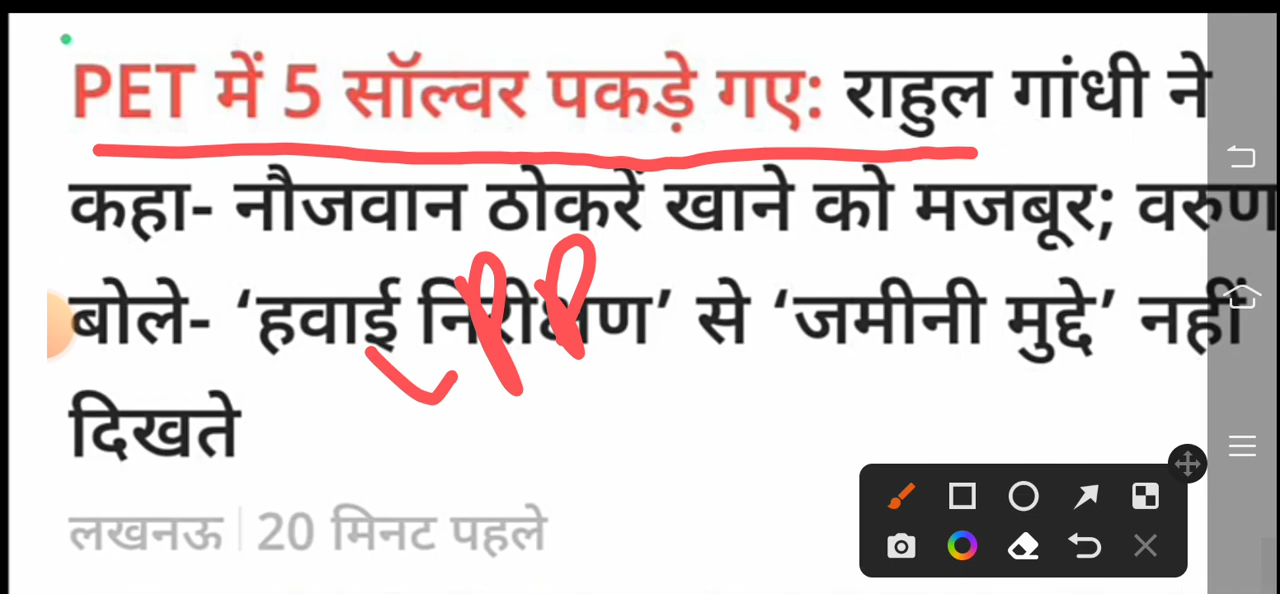 PET में 5 सॉल्वर पकड़े गए: राहुल गांधी ने
कहा- नौजवान ठोकरें खाने को मजबूर; वरुण
बोले- ‘हवाई निरीक्षण’ से ‘जमीनी मुद्दे’ नहीं
दिखते
लखनऊ | 20 मिनट पहले